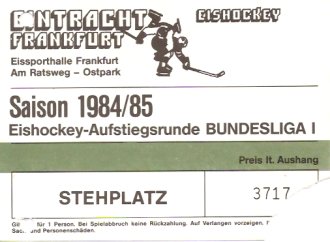 EINTRACHT EISHOCKEY
FRANKFURT
Eissporthalle Frankfurt
Am Ratsweg - Ostpark
Saison 1984/85
Eishockey-Aufstiegsrunde BUNDESLIGA I
Preis lt. Aushang
STEHPLATZ 3717
für 1 Person. Bei Spielabbruch keine Rückzahlung. Auf Verlangen vorzeigen.
und Personenschäden.